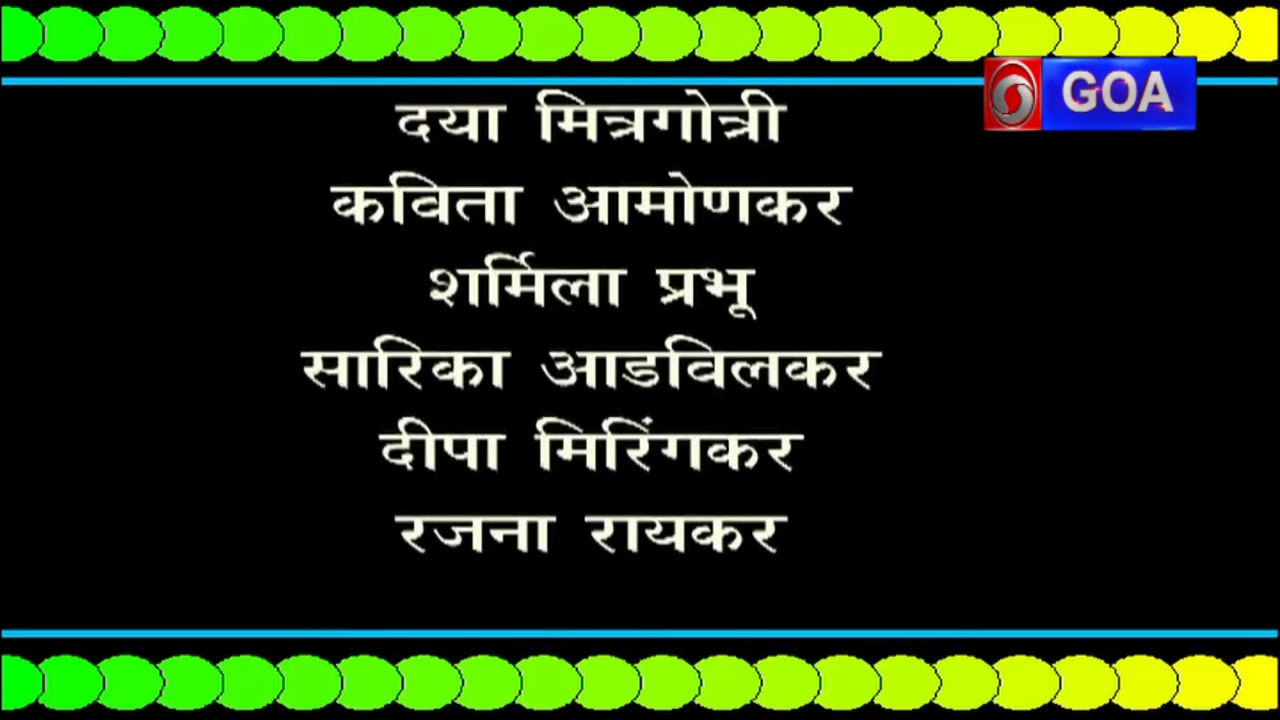 GOA
दया मित्रगोत्री
कविता आमोणकर
शर्मिला प्रभू
सारिका आडविलकर
दीपा मिरिंगकर
रजना रायकर